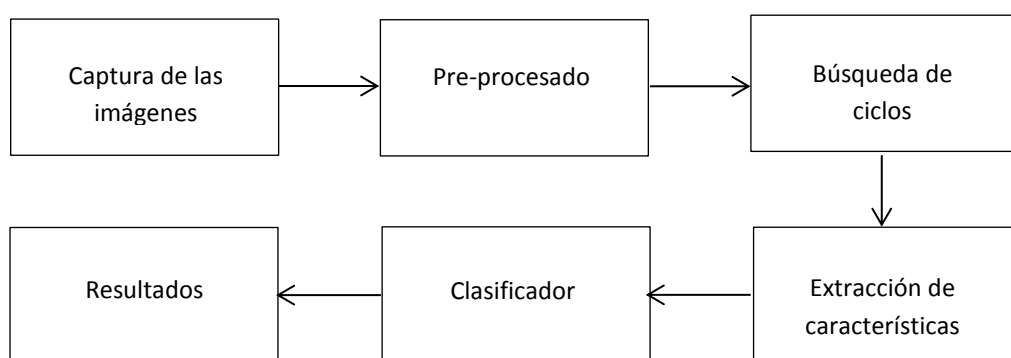 Captura de las
imágenes
Pre-procesado
Búsqueda de
ciclos
Resultados
Clasificador
Extracción de
características